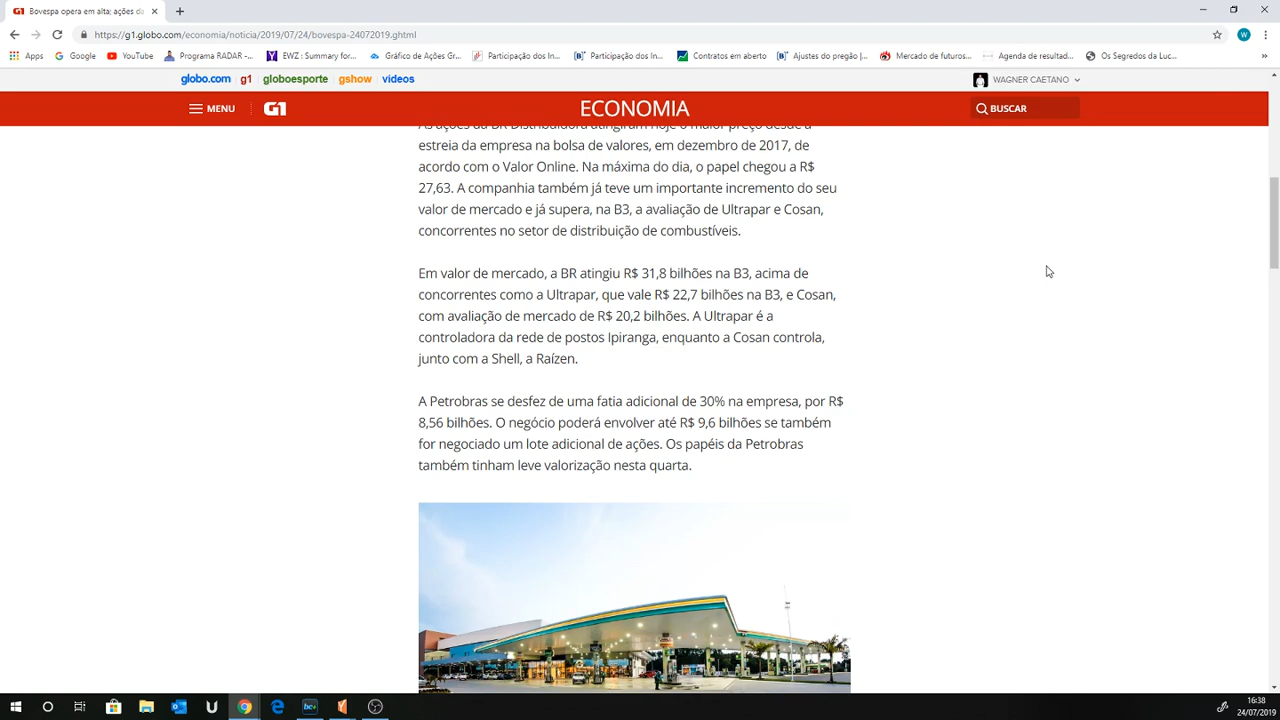 Bovespa opera em alta; ações da
https://g1.globo.com/economia/noticia/2019/07/24/bovespa-24072019.ghtml
W
Apps
Google
YouTube
Programa RADAR -...
EWZ : Summary for...
Gráfico de Ações Gr...
Participação dos In...
Participação dos In...
Contratos em aberto
Ajustes do pregão |...
Mercado de futuros...
Agenda de resultad...
Os Segredos da Luc...
globo.com g1 globoesporte gshow videos
WAGNER CAETANO
MENU
G1
ECONOMIA
BUSCAR
As ações da BR Distribuidora atingiram hoje o maior preço desde a
estreia da empresa na bolsa de valores, em dezembro de 2017, de
acordo com o Valor Online. Na máxima do dia, o papel chegou a R$
27,63. A companhia também já teve um importante incremento do seu
valor de mercado e já supera, na B3, a avaliação de Ultrapar e Cosan,
concorrentes no setor de distribuição de combustíveis.
Em valor de mercado, a BR atingiu R$ 31,8 bilhões na B3, acima de
concorrentes como a Ultrapar, que vale R$ 22,7 bilhões na B3, e Cosan,
com avaliação de mercado de R$ 20,2 bilhões. A Ultrapar é a
controladora da rede de postos Ipiranga, enquanto a Cosan controla,
junto com a Shell, a Raízen.
A Petrobras se desfez de uma fatia adicional de 30% na empresa, por R$
8,56 bilhões. O negócio poderá envolver até R$ 9,6 bilhões se também
for negociado um lote adicional de ações. Os papéis da Petrobras
também tinham leve valorização nesta quarta.
16:38
24/07/2019